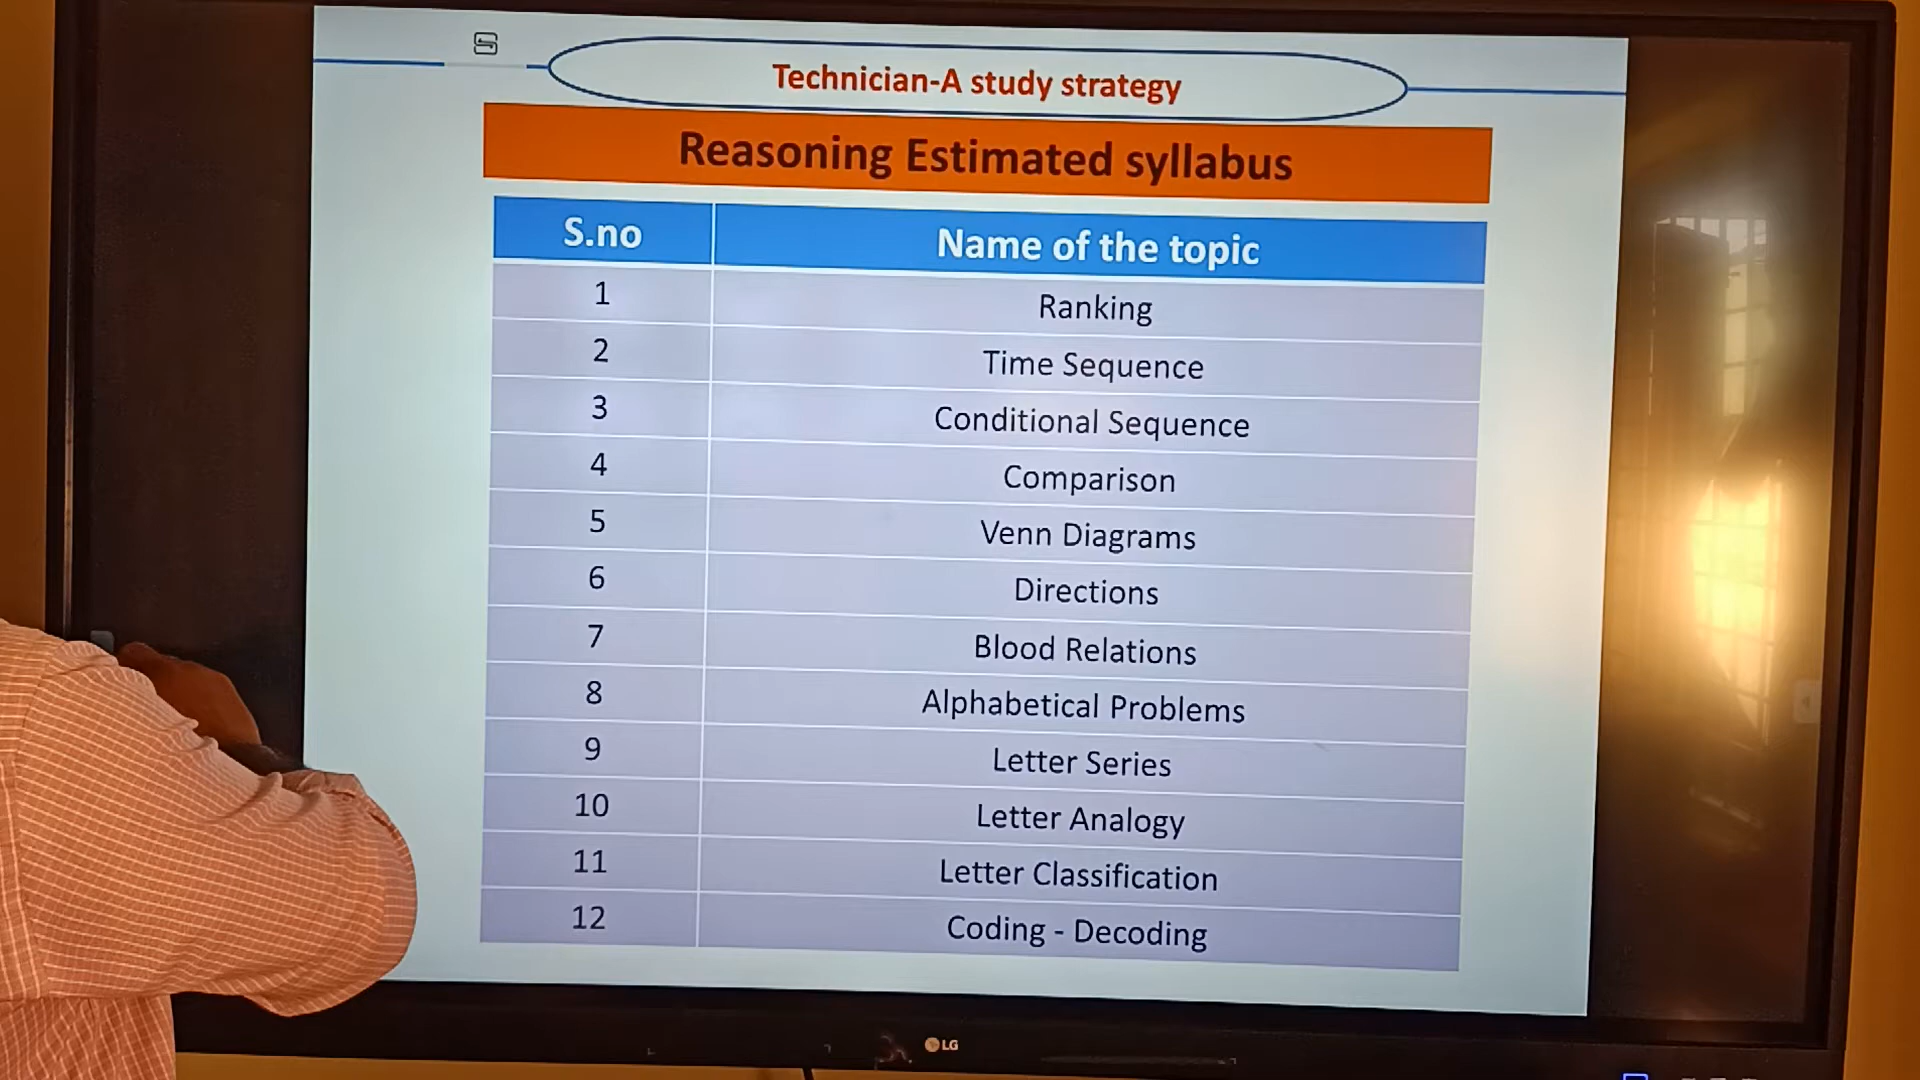 Technician-A study strategy
Reasoning Estimated syllabus
S.no Name of the topic
1 Ranking
2 Time Sequence
3 Conditional Sequence
4 Comparison
5 Venn Diagrams
6 Directions
7 Blood Relations
8 Alphabetical Problems
9 Letter Series
10 Letter Analogy
11 Letter Classification
12 Coding - Decoding
LG